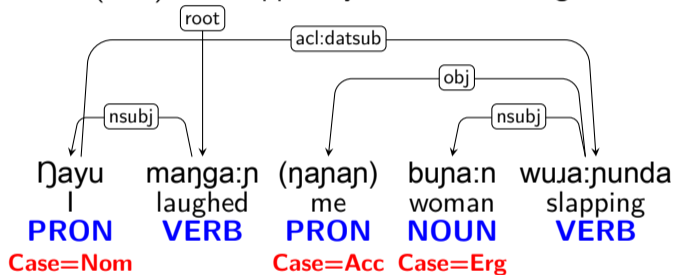 root
acl:datsub
obj
nsubj nsubj
Ŋayu maŋga:ɲ (ŋaɲaɲ) buɲa:n wuɹa:ɲunda
I laughed me woman slapping
PRON VERB PRON NOUN VERB
Case=Nom Case=Acc Case=Erg